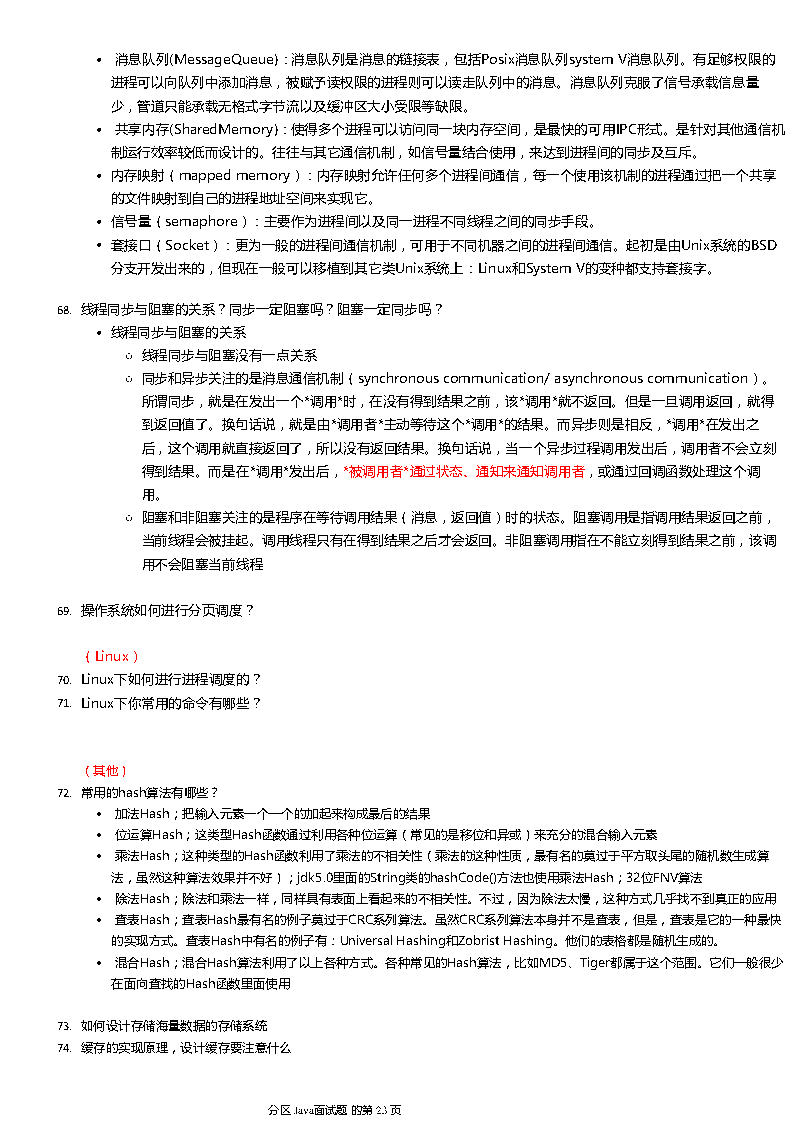 • 消息队列(MessageQueue)：消息队列是消息的链接表，包括Posix消息队列system V消息队列。有足够权限的
进程可以向队列中添加消息，被赋予读权限的进程则可以读走队列中的消息。消息队列克服了信号承载信息量
少，管道只能承载无格式字节流以及缓冲区大小受限等缺限。
• 共享内存(SharedMemory)：使得多个进程可以访问同一块内存空间，是最快的可用IPC形式。是针对其他通信机
制运行效率较低而设计的。往往与其它通信机制，如信号量结合使用，来达到进程间的同步及互斥。
• 内存映射（mapped memory）：内存映射允许任何多个进程间通信，每一个使用该机制的进程通过把一个共享
的文件映射到自己的进程地址空间来实现它。
• 信号量（semaphore）：主要作为进程间以及同一进程不同线程之间的同步手段。
• 套接口（Socket）：更为一般的进程间通信机制，可用于不同机器之间的进程间通信。起初是由Unix系统的BSD
分支开发出来的，但现在一般可以移植到其它类Unix系统上：Linux和System V的变种都支持套接字。
68. 线程同步与阻塞的关系？同步一定阻塞吗？阻塞一定同步吗？
• 线程同步与阻塞的关系
○ 线程同步与阻塞没有一点关系
○ 同步和异步关注的是消息通信机制（synchronous communication/ asynchronous communication）。
所谓同步，就是在发出一个*调用*时，在没有得到结果之前，该*调用*就不返回。但是一旦调用返回，就得
到返回值了。换句话说，就是由*调用者*主动等待这个*调用*的结果。而异步则是相反，*调用*在发出之
后，这个调用就直接返回了，所以没有返回结果。换句话说，当一个异步过程调用发出后，调用者不会立刻
得到结果。而是在*调用*发出后，*被调用者*通过状态、通知来通知调用者，或通过回调函数处理这个调
用。
○ 阻塞和非阻塞关注的是程序在等待调用结果（消息，返回值）时的状态。阻塞调用是指调用结果返回之前，
当前线程会被挂起。调用线程只有在得到结果之后才会返回。非阻塞调用指在不能立刻得到结果之前，该调
用不会阻塞当前线程
69. 操作系统如何进行分页调度？
（Linux）
70. Linux下如何进行进程调度的？
71. Linux下你常用的命令有哪些？
（其他）
72. 常用的hash算法有哪些？
• 加法Hash；把输入元素一个一个的加起来构成最后的结果
• 位运算Hash；这类型Hash函数通过利用各种位运算（常见的是移位和异或）来充分的混合输入元素
• 乘法Hash；这种类型的Hash函数利用了乘法的不相关性（乘法的这种性质，最有名的莫过于平方取头尾的随机数生成算
法，虽然这种算法效果并不好）；jdk5.0里面的String类的hashCode()方法也使用乘法Hash；32位FNV算法
• 除法Hash；除法和乘法一样，同样具有表面上看起来的不相关性。不过，因为除法太慢，这种方式几乎找不到真正的应用
• 查表Hash；查表Hash最有名的例子莫过于CRC系列算法。虽然CRC系列算法本身并不是查表，但是，查表是它的一种最快
的实现方式。查表Hash中有名的例子有：Universal Hashing和Zobrist Hashing。他们的表格都是随机生成的。
• 混合Hash；混合Hash算法利用了以上各种方式。各种常见的Hash算法，比如MD5、Tiger都属于这个范围。它们一般很少
在面向查找的Hash函数里面使用
73. 如何设计存储海量数据的存储系统
74. 缓存的实现原理，设计缓存要注意什么
分区 Java面试题 的第 23 页